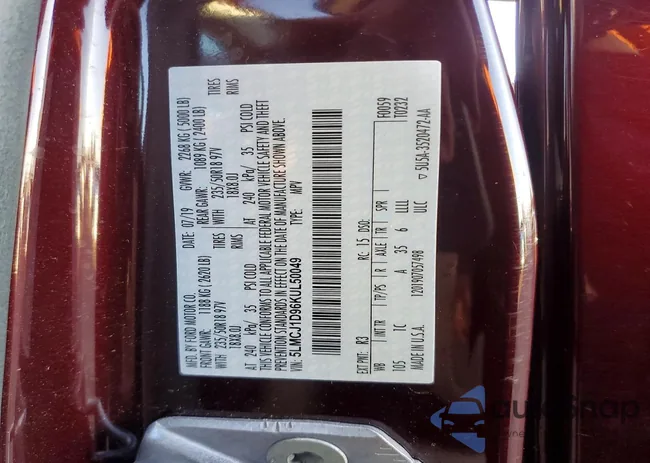 MFD. BY FORD MOTOR CO.
DATE: 07/19 GVWR: 2268 KG ( 5000 LB)
FRONT GAWR: 1188 KG ( 2620 LB) REAR GAWR: 1089 KG ( 2400 LB)
WITH 235/50R18 97V TIRES WITH 235/50R18 97V TIRES
18X8.0J RIMS 18X8.0J RIMS
AT 240 kPa/ 35 PSI COLD AT 240 kPa/ 35 PSI COLD
THIS VEHICLE CONFORMS TO ALL APPLICABLE FEDERAL MOTOR VEHICLE SAFETY AND THEFT
PREVENTION STANDARDS IN EFFECT ON THE DATE OF MANUFACTURE SHOWN ABOVE.
VIN: 5LMCJ1D96KUL50049 TYPE: MPV
EXT PNT: R3 RC: 15 DSO: F0059
T0232
WB INT TR TP/PS R AXLE TR SPR
105 TC A 35 6 LLLL
MADE IN U.S.A. 1201907057498 ULC ▽ 5U5A-3520472-AA